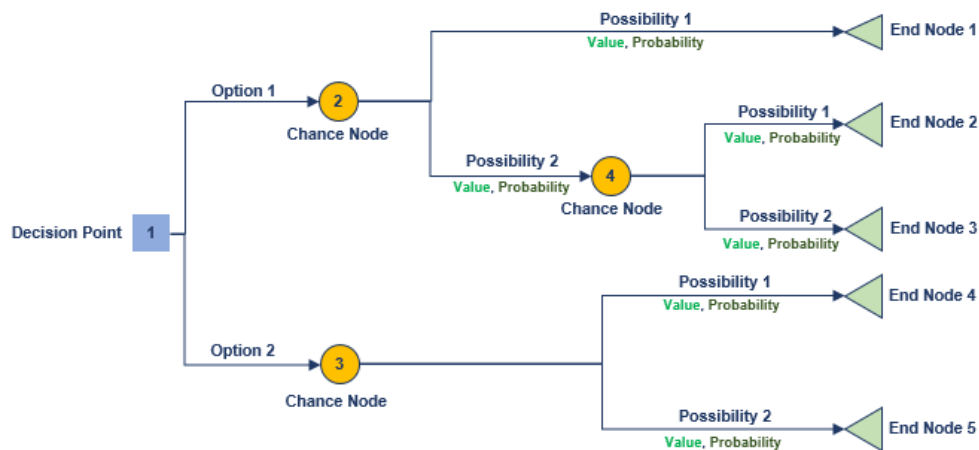 Possibility 1
End Node 1
Value, Probability
Option 1
2
Chance Node
Possibility 1
End Node 2
Value, Probability
Possibility 2
4
Value, Probability
Chance Node
Possibility 2
End Node 3
Value, Probability
Decision Point
1
Possibility 1
End Node 4
Value, Probability
Option 2
3
Chance Node
Possibility 2
End Node 5
Value, Probability